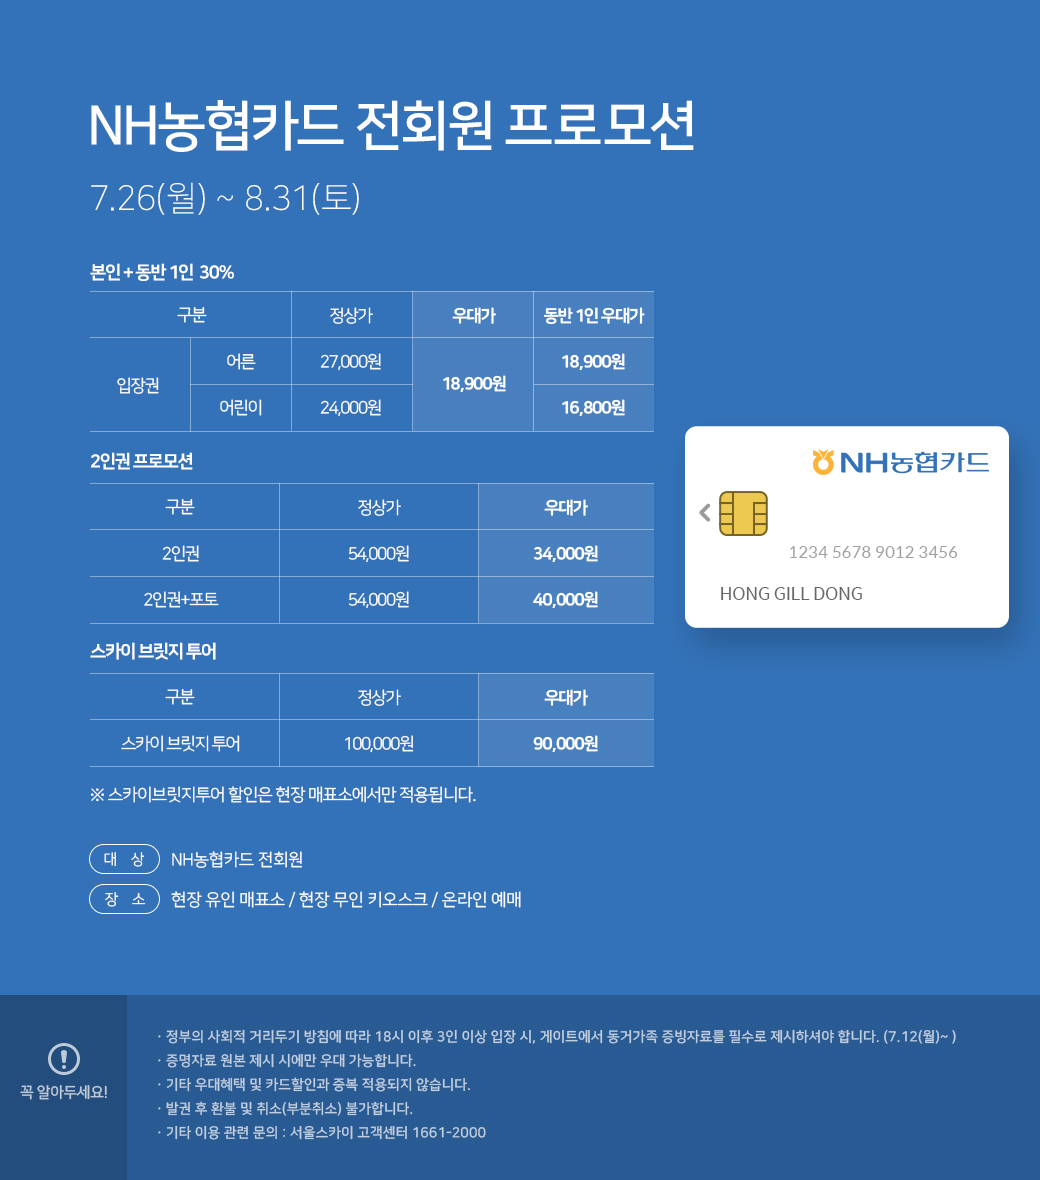 NH농협카드 전회원 프로모션
7.26(월) ~ 8.31(토)
본인 + 동반 1인 30%
구분 정상가 우대가 동반 1인 우대가
입장권 어른 27,000원 18,900원 18,900원
어린이 24,000원 16,800원
2인권 프로모션
구분 정상가 우대가
2인권 54,000원 34,000원
2인권+포토 54,000원 40,000원
스카이 브릿지 투어
구분 정상가 우대가
스카이 브릿지 투어 100,000원 90,000원
※ 스카이브릿지투어 할인은 현장 매표소에서만 적용됩니다.
대 상 NH농협카드 전회원
장 소 현장 유인 매표소 / 현장 무인 키오스크 / 온라인 예매
NH농협카드
1234 5678 9012 3456
HONG GILL DONG
꼭 알아두세요!
· 정부의 사회적 거리두기 방침에 따라 18시 이후 3인 이상 입장 시, 게이트에서 동거가족 증빙자료를 필수로 제시하셔야 합니다. (7.12(월)~ )
· 증명자료 원본 제시 시에만 우대 가능합니다.
· 기타 우대혜택 및 카드할인과 중복 적용되지 않습니다.
· 발권 후 환불 및 취소(부분취소) 불가합니다.
· 기타 이용 관련 문의 : 서울스카이 고객센터 1661-2000